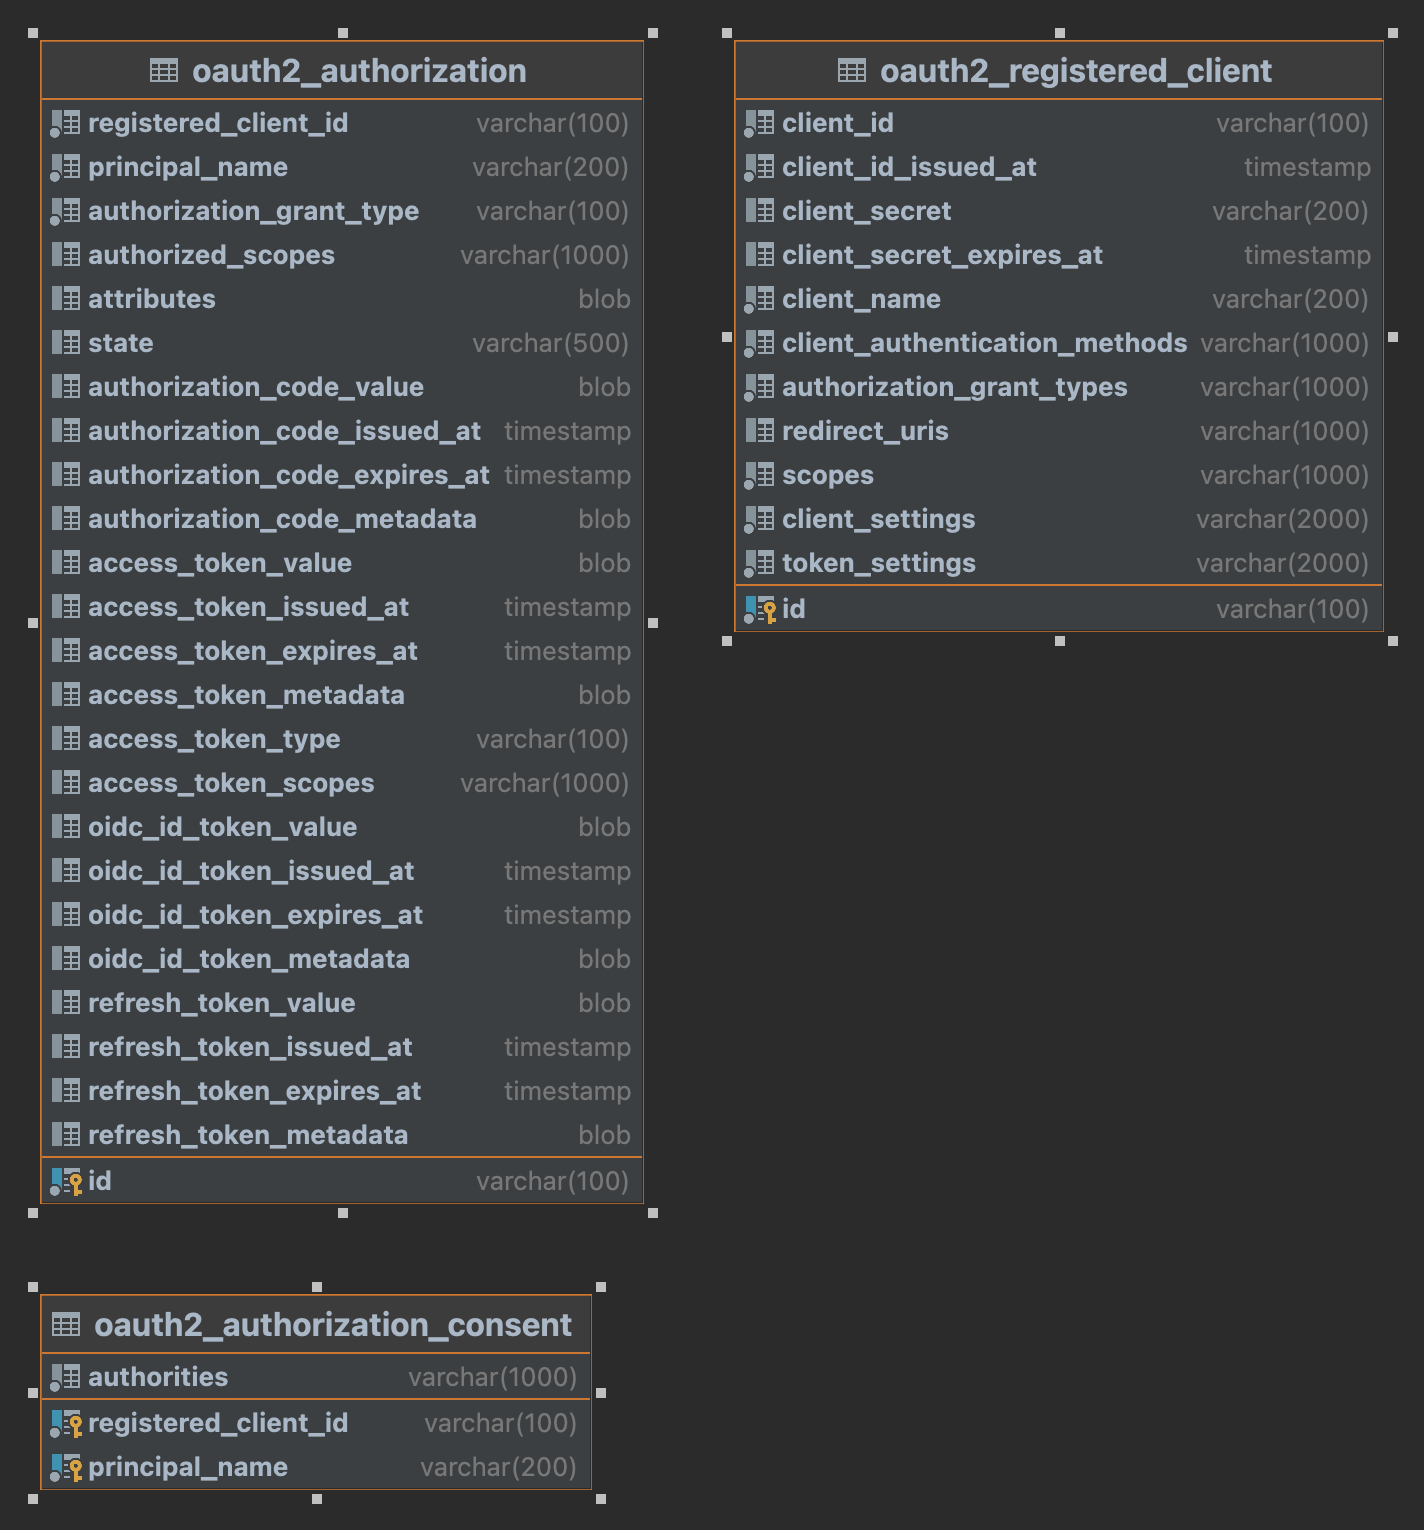 oauth2_authorization
registered_client_id varchar(100)
principal_name varchar(200)
authorization_grant_type varchar(100)
authorized_scopes varchar(1000)
attributes blob
state varchar(500)
authorization_code_value blob
authorization_code_issued_at timestamp
authorization_code_expires_at timestamp
authorization_code_metadata blob
access_token_value blob
access_token_issued_at timestamp
access_token_expires_at timestamp
access_token_metadata blob
access_token_type varchar(100)
access_token_scopes varchar(1000)
oidc_id_token_value blob
oidc_id_token_issued_at timestamp
oidc_id_token_expires_at timestamp
oidc_id_token_metadata blob
refresh_token_value blob
refresh_token_issued_at timestamp
refresh_token_expires_at timestamp
refresh_token_metadata blob
id varchar(100)
oauth2_registered_client
client_id varchar(100)
client_id_issued_at timestamp
client_secret varchar(200)
client_secret_expires_at timestamp
client_name varchar(200)
client_authentication_methods varchar(1000)
authorization_grant_types varchar(1000)
redirect_uris varchar(1000)
scopes varchar(1000)
client_settings varchar(2000)
token_settings varchar(2000)
id varchar(100)
oauth2_authorization_consent
authorities varchar(1000)
registered_client_id varchar(100)
principal_name varchar(200)